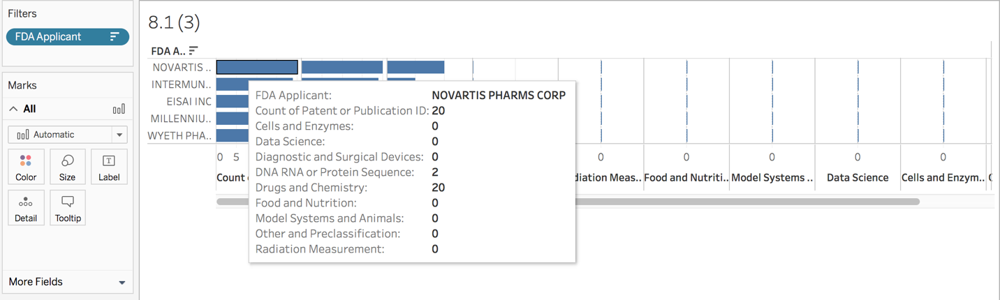 Filters
FDA Applicant
Marks
All
Automatic
Color Size Label
Detail Tooltip
More Fields
8.1 (3)
FDA A..
NOVARTIS ..
INTERMUN..
EISAI INC
MILLENNIU..
WYETH PHA..
FDA Applicant: NOVARTIS PHARMS CORP
Count of Patent or Publication ID: 20
Cells and Enzymes: 0
Data Science: 0
Diagnostic and Surgical Devices: 0
DNA RNA or Protein Sequence: 2
Drugs and Chemistry: 20
Food and Nutrition: 0
Model Systems and Animals: 0
Other and Preclassification: 0
Radiation Measurement: 0
0 5 0 0 0 0 0
Count diation Meas.. Food and Nutriti.. Model Systems .. Data Science Cells and Enzym..